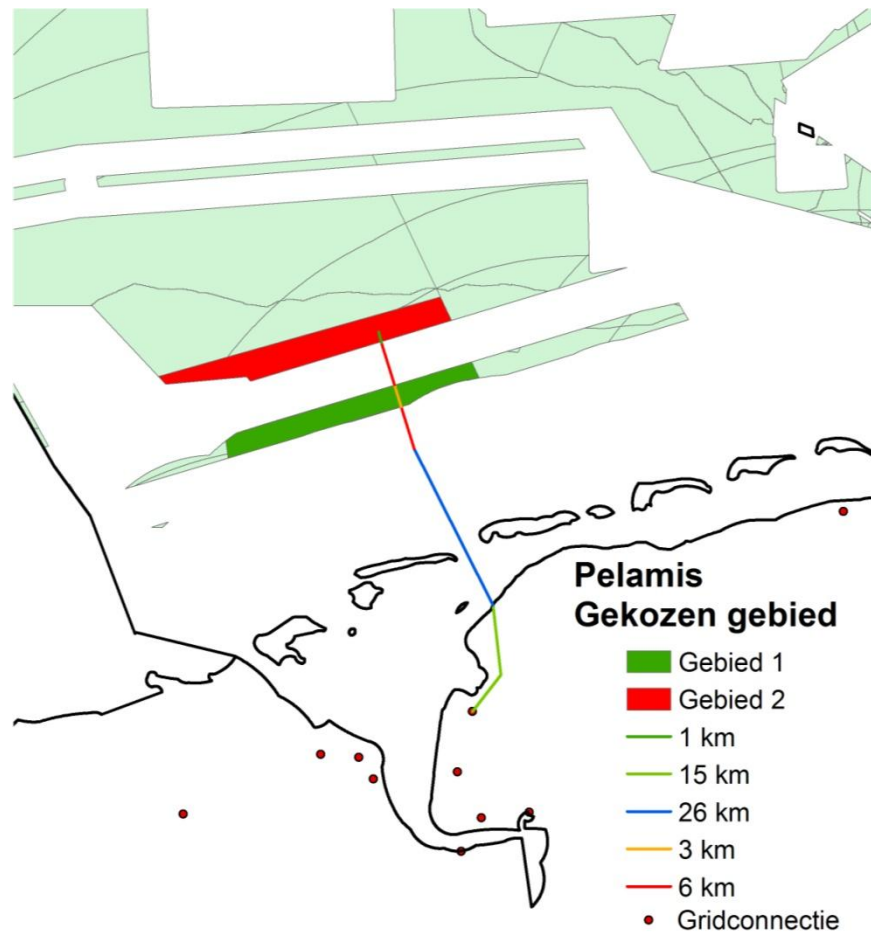 Pelamis
Gekozen gebied
Gebied 1
Gebied 2
1 km
15 km
26 km
3 km
6 km
Gridconnectie